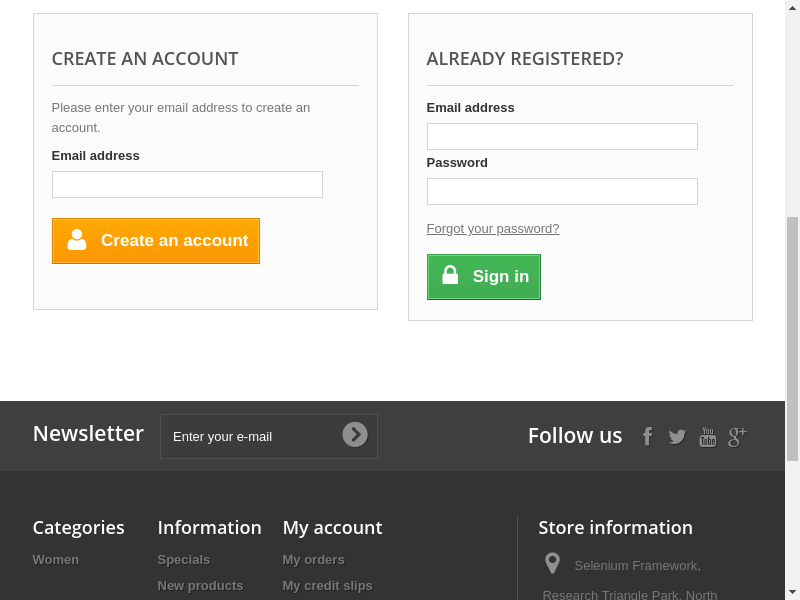 CREATE AN ACCOUNT
Please enter your email address to create an
account.
Email address
Create an account
ALREADY REGISTERED?
Email address
Password
Forgot your password?
Sign in
Newsletter
Enter your e-mail
Follow us
You
Tube
Categories
Women
Information
Specials
New products
My account
My orders
My credit slips
Store information
Selenium Framework,
Research Triangle Park, North